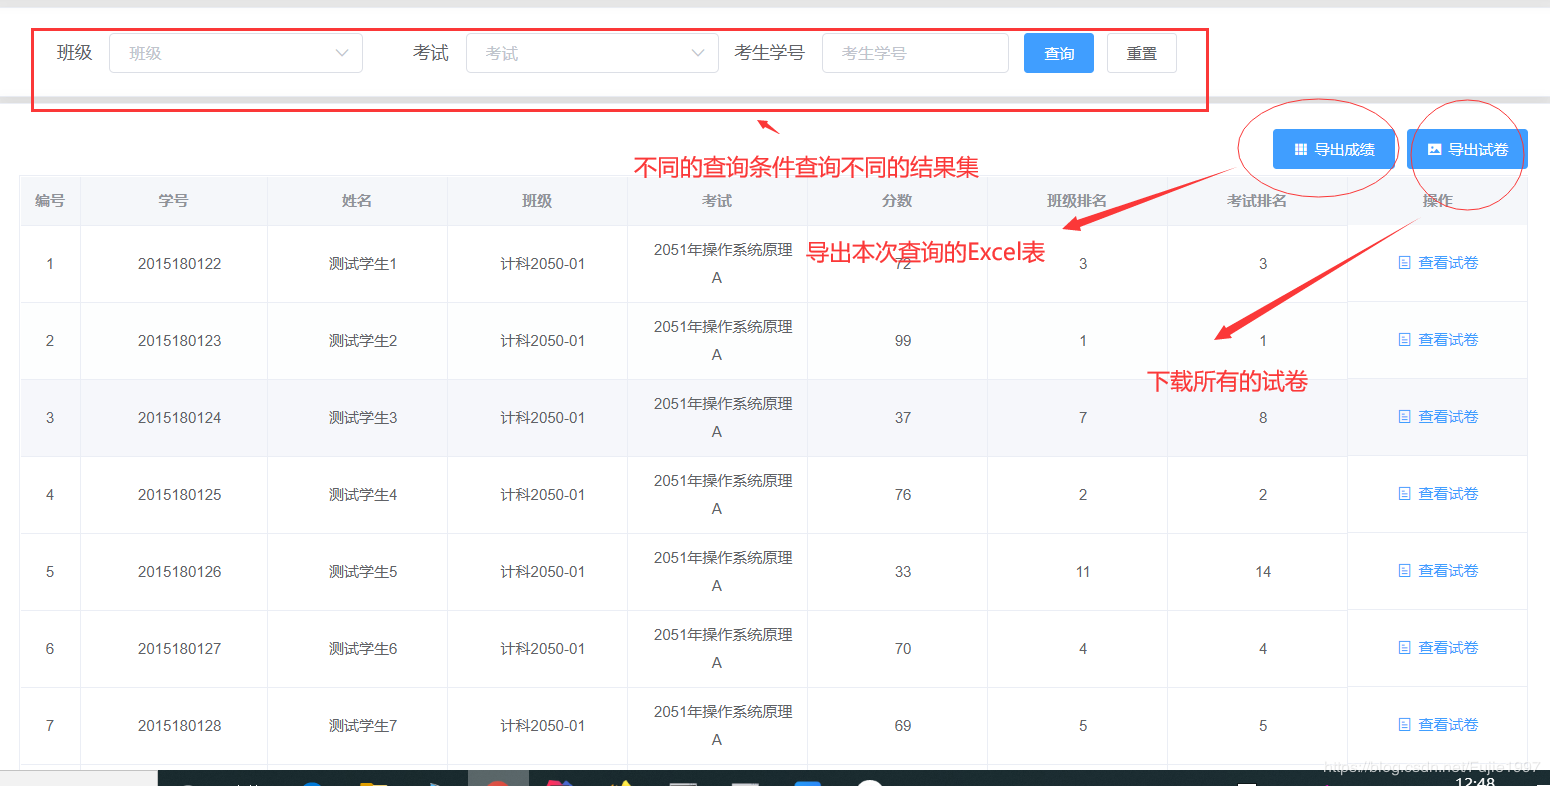 班级 班级 考试 考试 考生学号 考生学号 查询 重置
导出成绩 导出试卷
不同的查询条件查询不同的结果集
编号 学号 姓名 班级 考试 分数 班级排名 考试排名 操作
导出本次查询的Excel表
1 2015180122 测试学生1 计科2050-01 2051年操作系统原理 72 3 3 查看试卷
A
2 2015180123 测试学生2 计科2050-01 2051年操作系统原理 99 1 1 查看试卷
A
下载所有的试卷
3 2015180124 测试学生3 计科2050-01 2051年操作系统原理 37 7 8 查看试卷
A
4 2015180125 测试学生4 计科2050-01 2051年操作系统原理 76 2 2 查看试卷
A
5 2015180126 测试学生5 计科2050-01 2051年操作系统原理 33 11 14 查看试卷
A
6 2015180127 测试学生6 计科2050-01 2051年操作系统原理 70 4 4 查看试卷
A
7 2015180128 测试学生7 计科2050-01 2051年操作系统原理 69 5 5 查看试卷
A
https://blog.csdn.net/Fujie1997
12:48